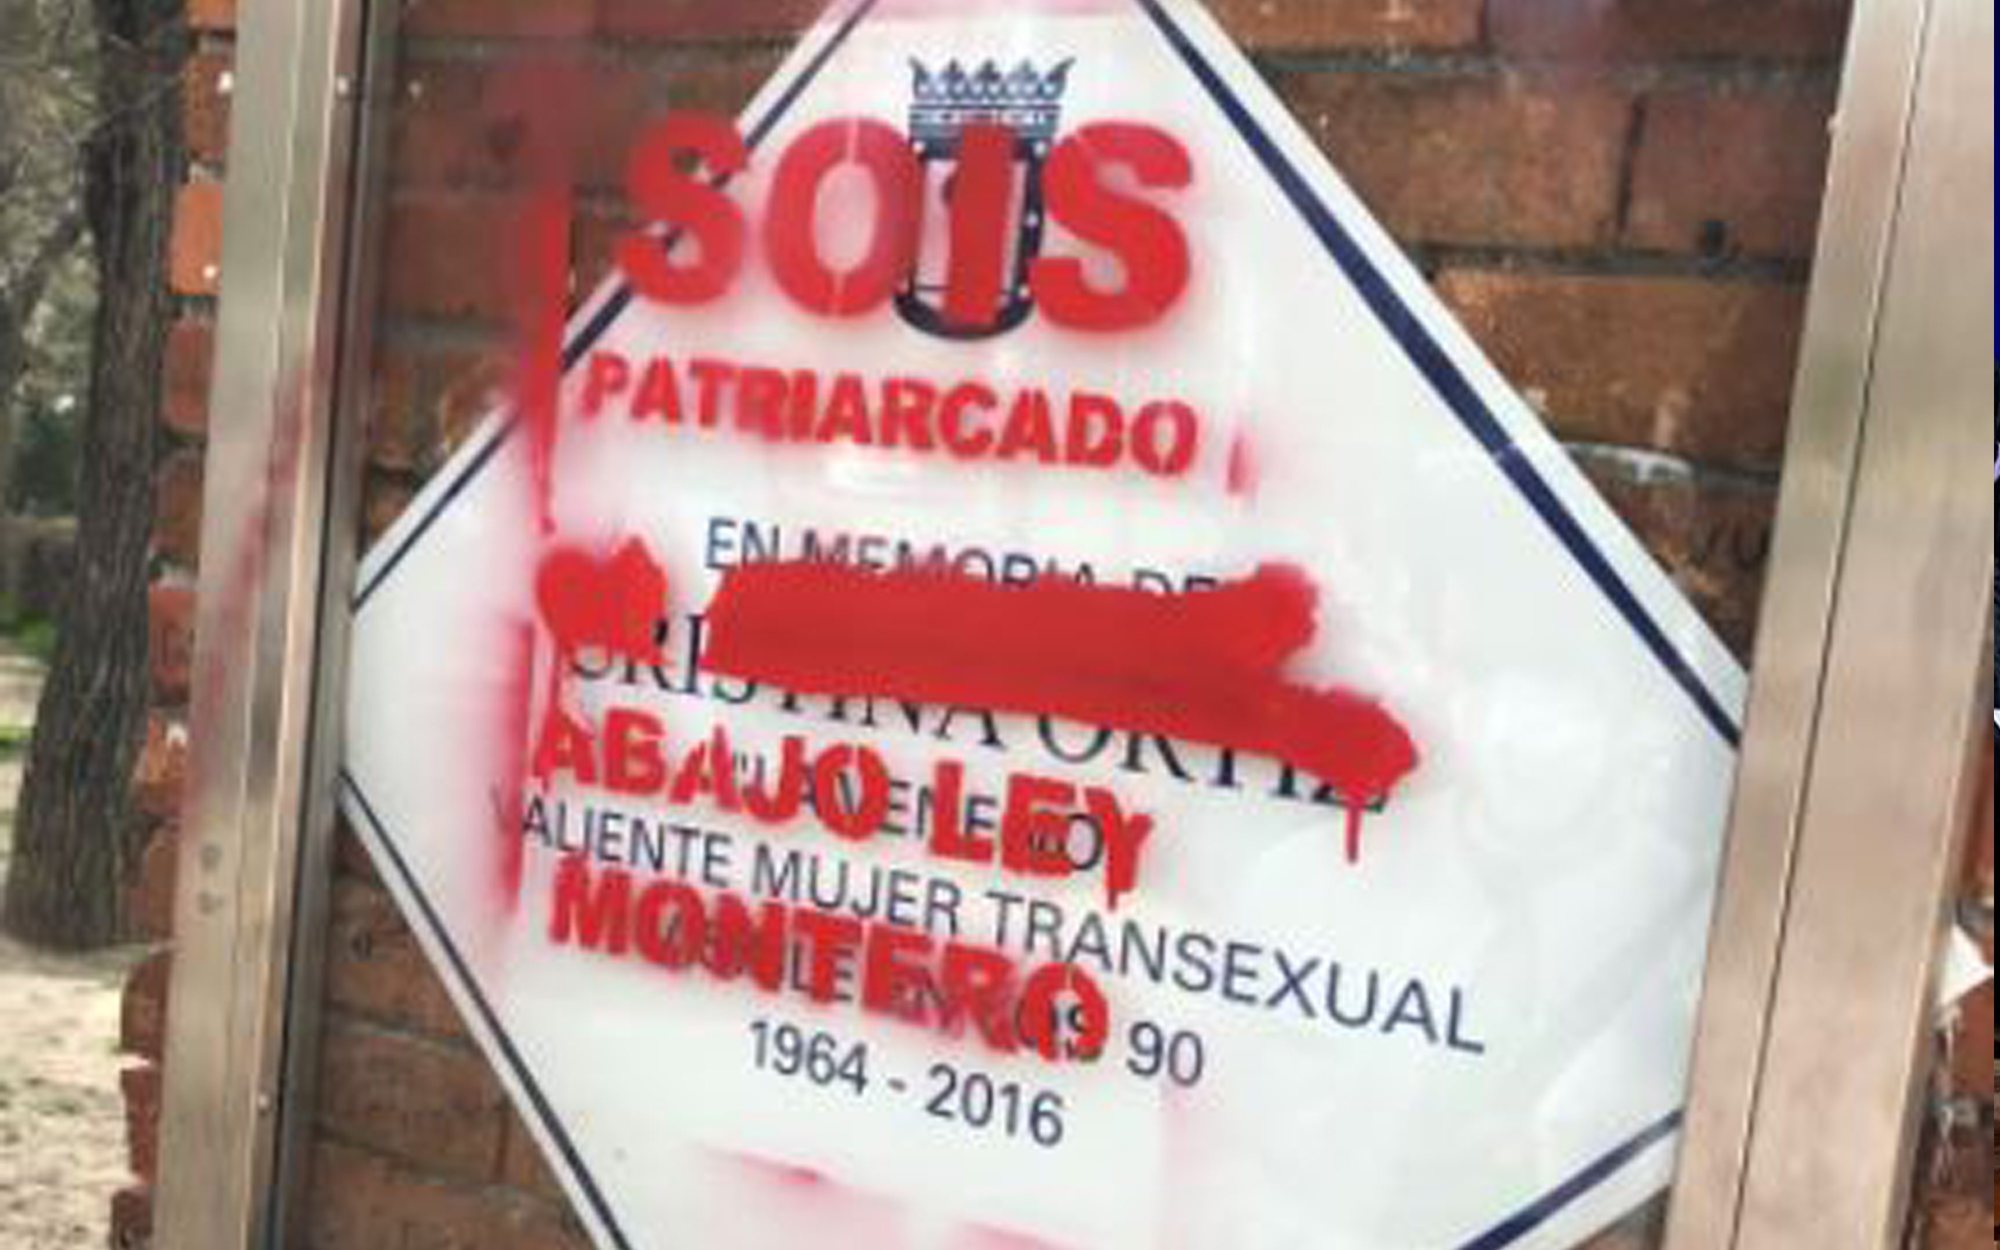 SOIS
PATRIARCADO
EN MEMORIA DE
CRISTINA ORTIZ
ABAJO LEY
VALIENTE MUJER TRANSEXUAL
MONTERO
90
1964 - 2016